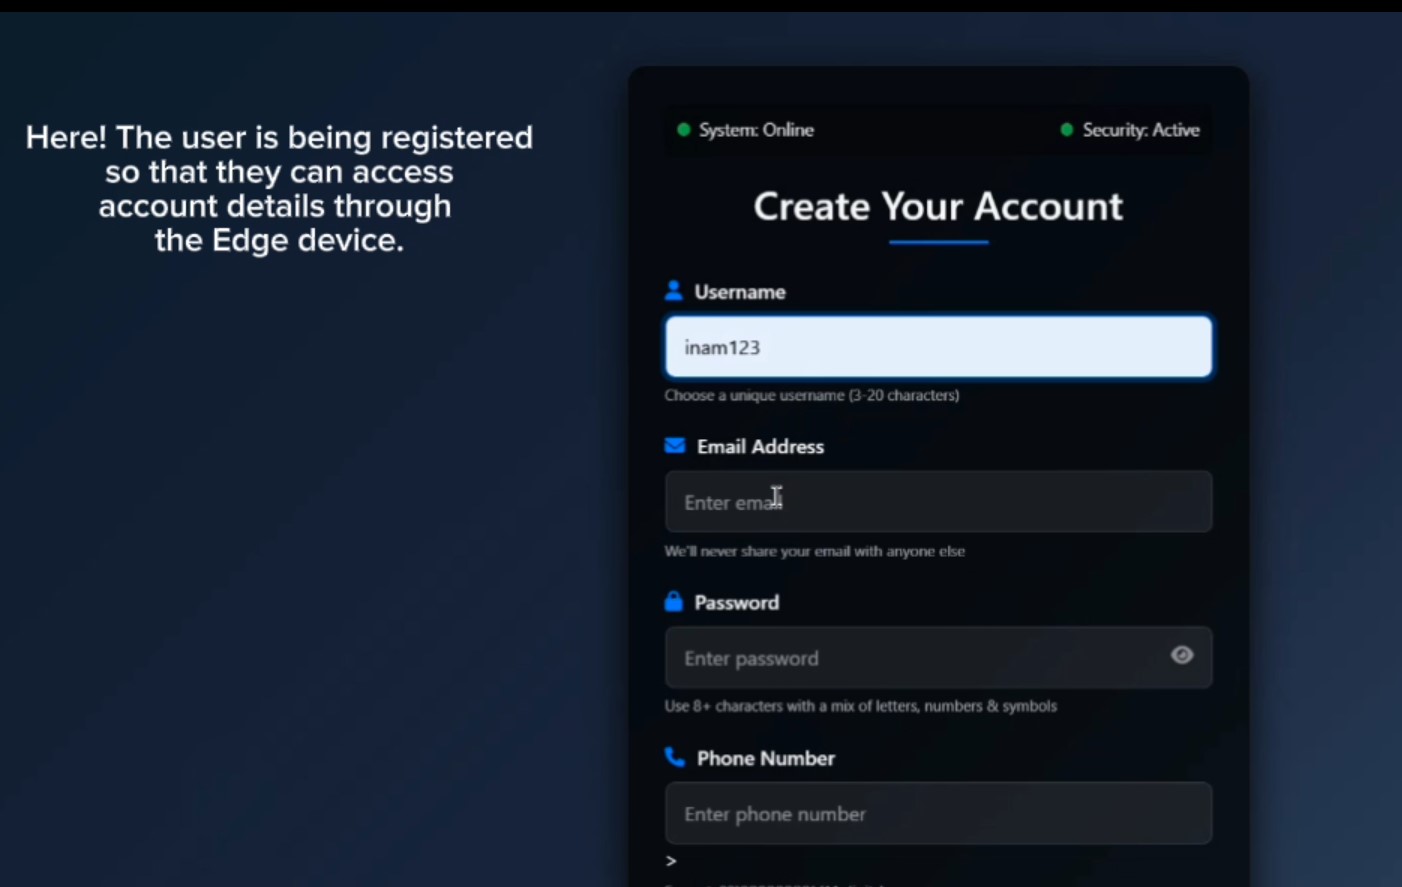 Here! The user is being registered
so that they can access
account details through
the Edge device.
System: Online
Security: Active
Create Your Account
Username
inam123
Choose a unique username (3-20 characters)
Email Address
Enter email
We'll never share your email with anyone else
Password
Enter password
Use 8+ characters with a mix of letters, numbers & symbols
Phone Number
Enter phone number
>